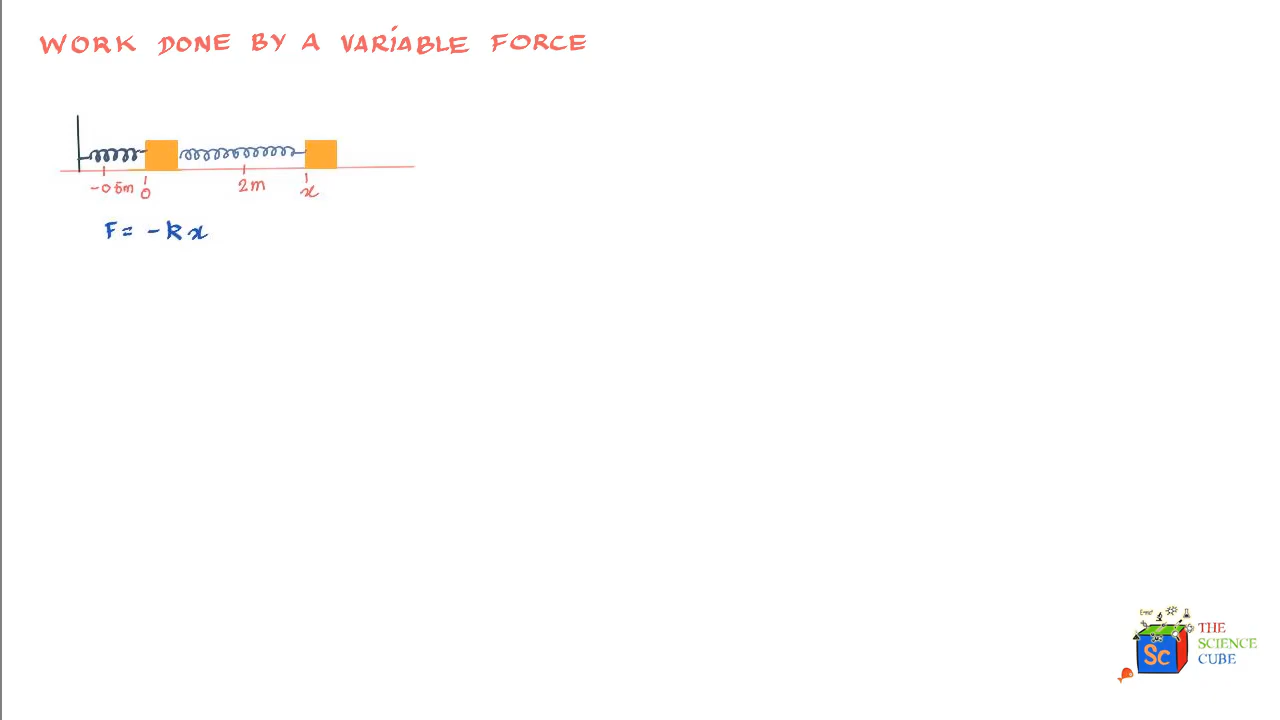 WORK DONE BY A VARIABLE FORCE
-0.5m 0 2m x
F = -kx
Sc
THE
SCIENCE
CUBE